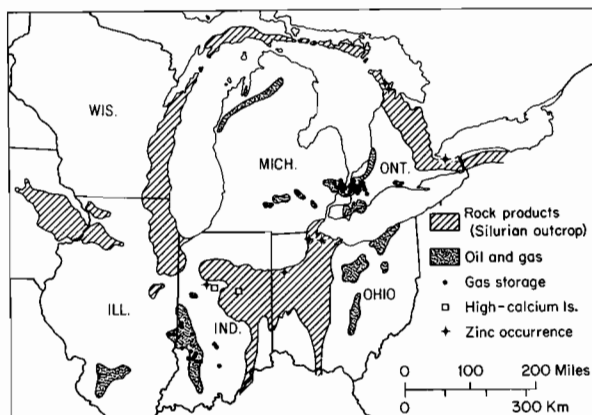 WIS.
MICH.
ONT.
ILL.
IND.
OHIO
Rock products
(Silurian outcrop)
Oil and gas
Gas storage
High-calcium ls.
Zinc occurrence
0 100 200 Miles
0 300 Km